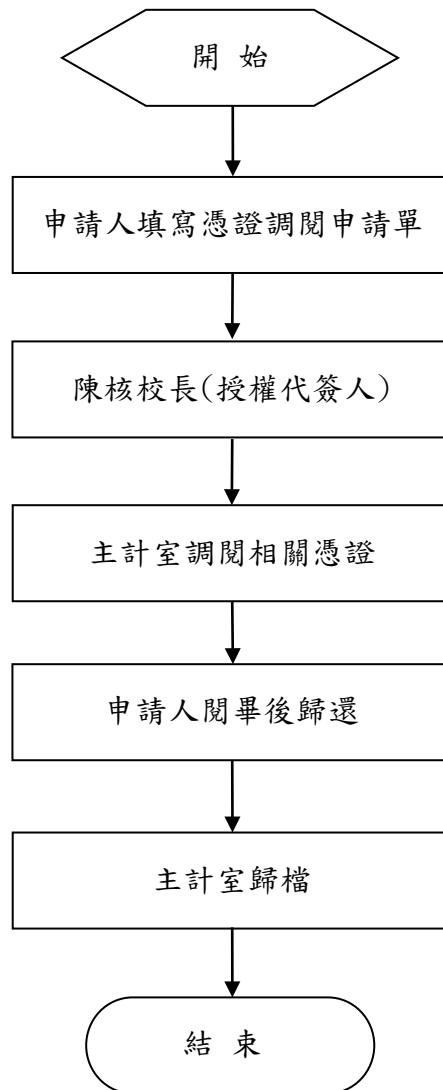 開 始
申請人填寫憑證調閱申請單
陳核校長(授權代簽人)
主計室調閱相關憑證
申請人閱畢後歸還
主計室歸檔
結 束